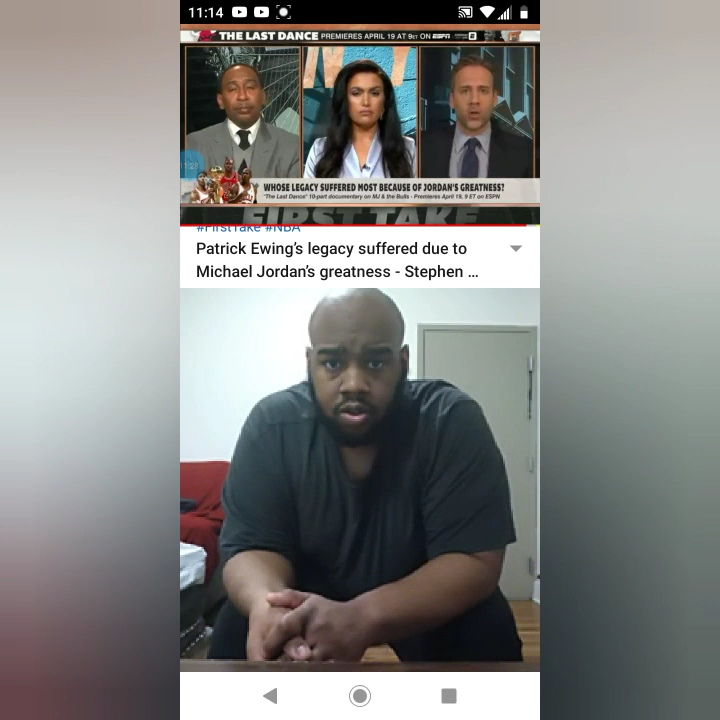 11:14
THE LAST DANCE PREMIERES APRIL 19 AT 9ET ON ESPN
WHOSE LEGACY SUFFERED MOST BECAUSE OF JORDAN'S GREATNESS?
"The Last Dance" 10-part documentary on MJ & the Bulls - Premieres April 19, 9 ET on ESPN
FIRST TAKE
#FirstTake #NBA
Patrick Ewing's legacy suffered due to
Michael Jordan's greatness - Stephen ...